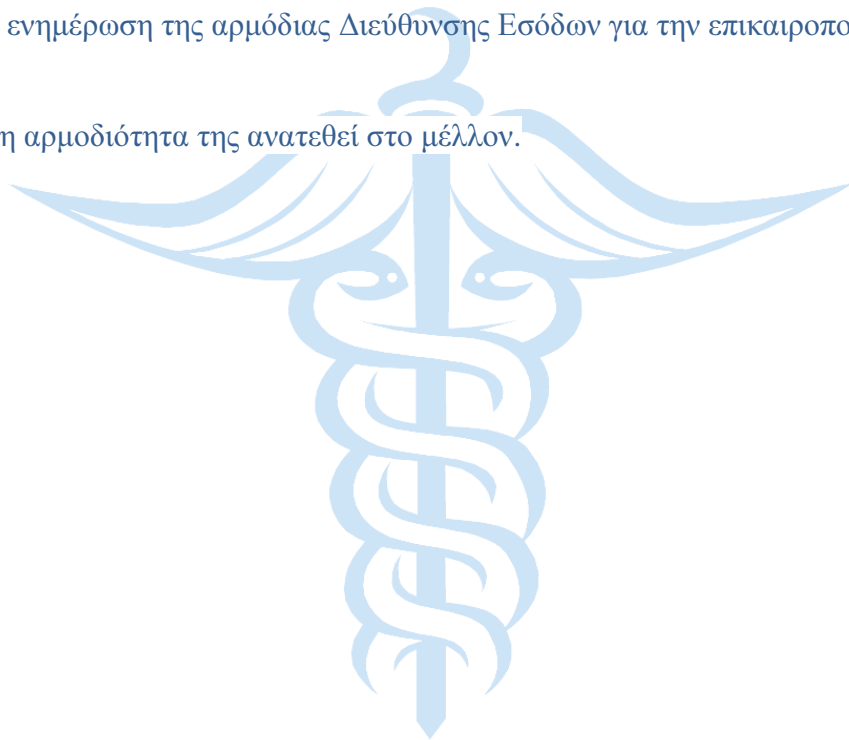 ενημέρωση της αρμόδιας Διεύθυνσης Εσόδων για την επικαιροπο
η αρμοδιότητα της ανατεθεί στο μέλλον.